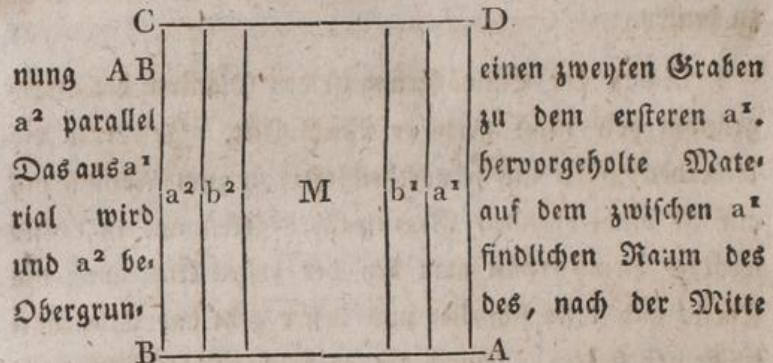 C D
nung AB einen zweyten Graben
a² parallel zu dem ersteren a¹.
Das aus a¹ hervorgeholte Mate-
rial wird auf dem zwischen a¹
und a² be- findlichen Raum des
Obergrun- des, nach der Mitte
a² b² M b¹ a¹
B A